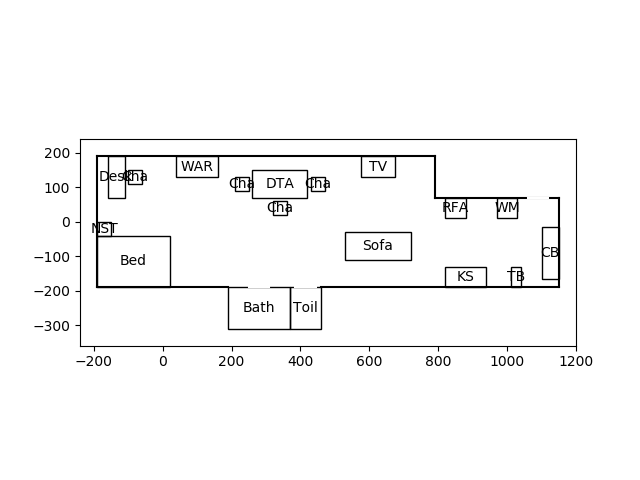 200
100
0
−100
−200
−300
WAR
TV
Desk
Cha
Cha
DTA
Cha
Cha
RFA
WM
NST
Bed
Sofa
CB
KS
TB
Bath
Toil
−200
0
200
400
600
800
1000
1200